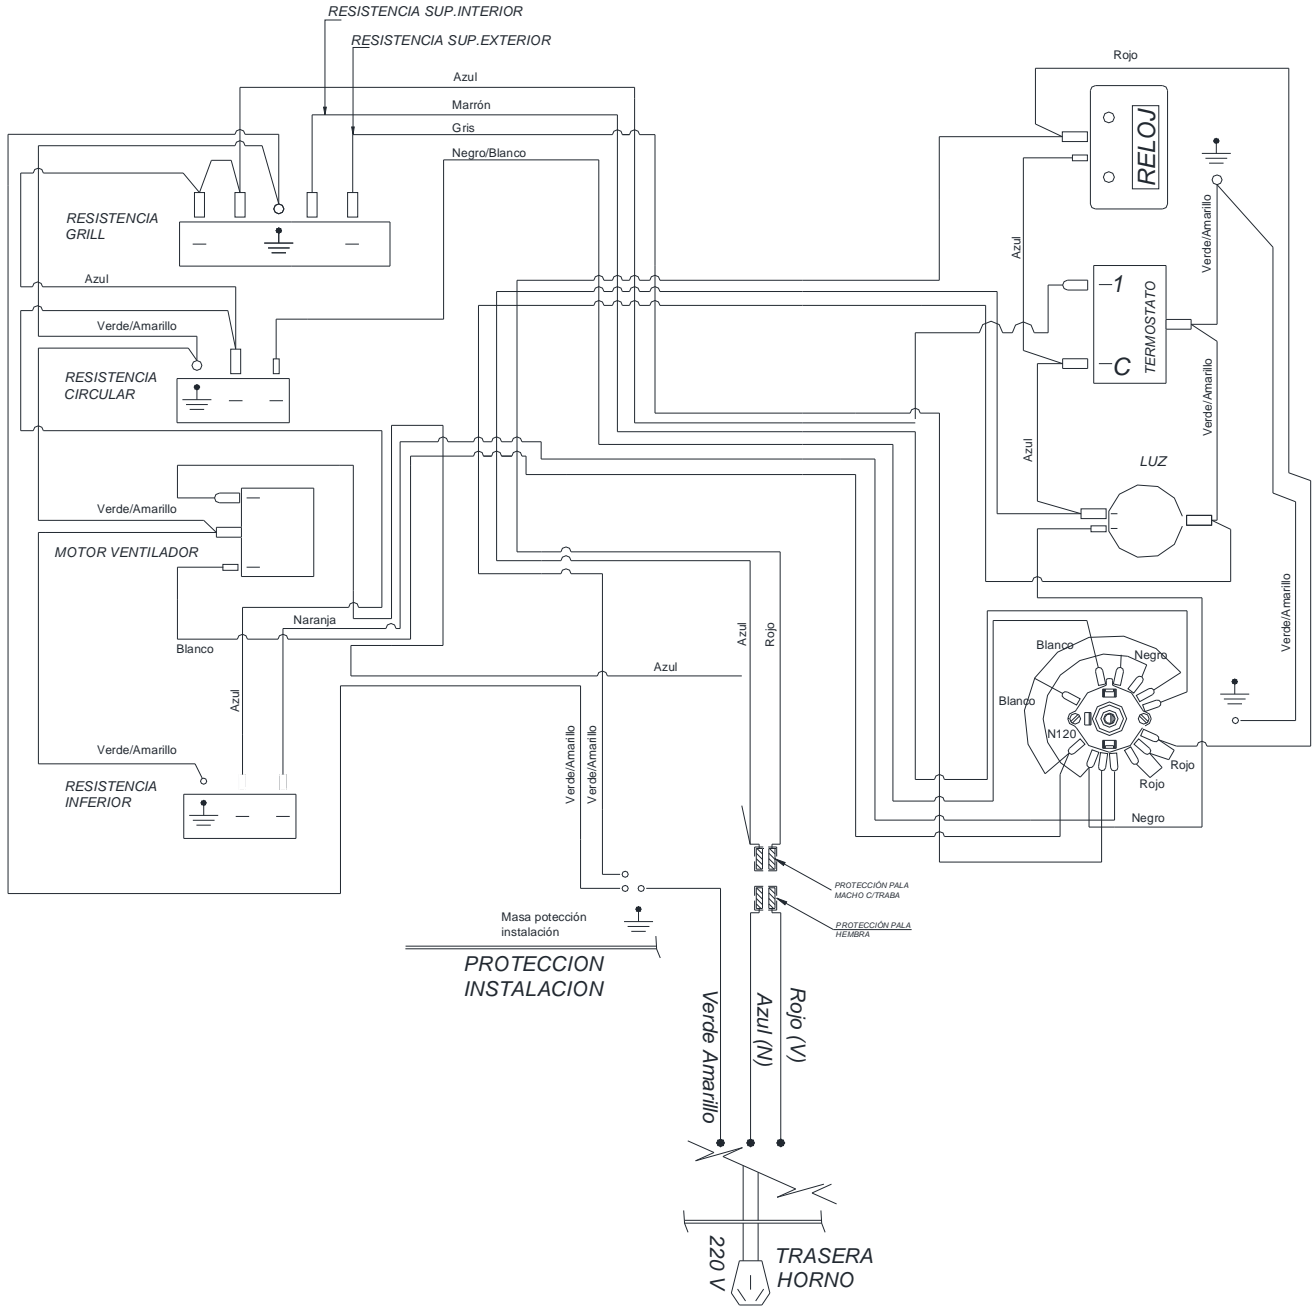 RESISTENCIA SUP.INTERIOR
RESISTENCIA SUP.EXTERIOR
Azul
Marrón
Gris
Negro/Blanco
Rojo
RELOJ
RESISTENCIA
GRILL
Azul
Verde/Amarillo
Azul
Verde/Amarillo
1
C
TERMOSTATO
RESISTENCIA
CIRCULAR
Verde/Amarillo
Azul
LUZ
Verde/Amarillo
MOTOR VENTILADOR
Naranja
Blanco
Azul
Azul
Rojo
Azul
Verde/Amarillo
Blanco
Negro
Blanco
N120
Rojo
Rojo
Negro
Verde/Amarillo
RESISTENCIA
INFERIOR
Verde/Amarillo
Verde/Amarillo
PROTECCIÓN PALA
MACHO C/TRABA
PROTECCIÓN PALA
HEMBRA
Masa potección
instalación
PROTECCION
INSTALACION
Verde Amarillo
Azul (N)
Rojo (V)
220 V
TRASERA
HORNO